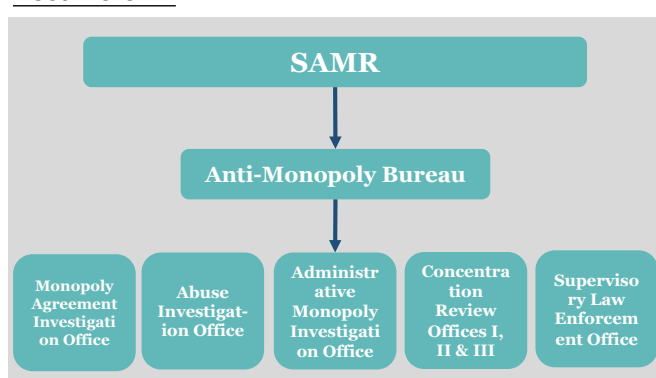 SAMR
Anti-Monopoly Bureau
Monopoly
Agreement
Investigati
on Office
Abuse
Investigat-
ion Office
Administr
ative
Monopoly
Investigati
on Office
Concentra
tion
Review
Offices I,
II & III
Superviso
ry Law
Enforcem
ent Office